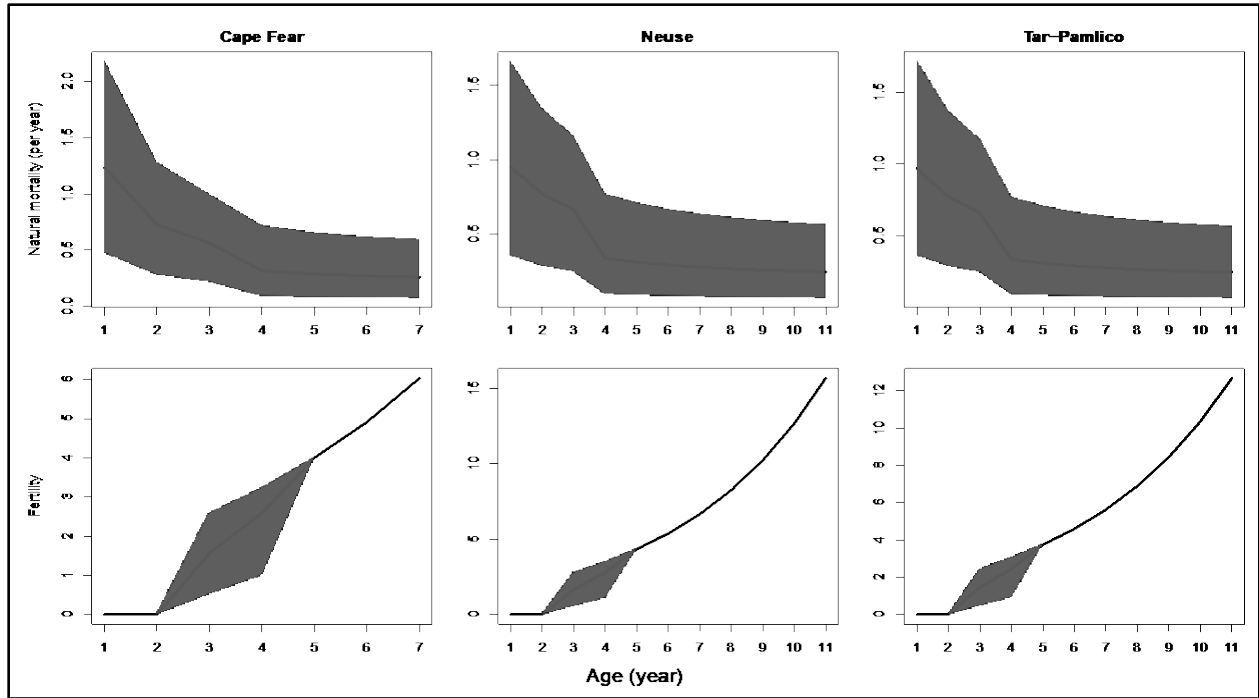 Cape Fear Neuse Tar-Pamlico
Natural mortality (per year)
0.0 0.5 1.0 1.5 2.0
1 2 3 4 5 6 7
0.5 1.0 1.5
1 2 3 4 5 6 7 8 9 10 11
0.5 1.0 1.5
1 2 3 4 5 6 7 8 9 10 11
Fertility
0 1 2 3 4 5 6
1 2 3 4 5 6 7
0 5 10 15
1 2 3 4 5 6 7 8 9 10 11
0 2 4 6 8 10 12
1 2 3 4 5 6 7 8 9 10 11
Age (year)